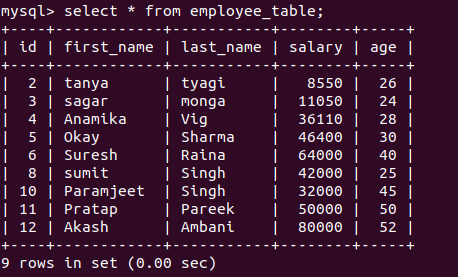 mysql> select * from employee_table;
+----+------------+-----------+--------+-----+
| id | first_name | last_name | salary | age |
+----+------------+-----------+--------+-----+
|  2 | tanya      | tyagi     |   8550 |  26 |
|  3 | sagar      | monga     |  11050 |  24 |
|  4 | Anamika    | Vig       |  36110 |  28 |
|  5 | Okay       | Sharma    |  46400 |  30 |
|  6 | Suresh     | Raina     |  64000 |  40 |
|  8 | sumit      | Singh     |  42000 |  25 |
| 10 | Paramjeet  | Singh     |  32000 |  45 |
| 11 | Pratap     | Pareek    |  50000 |  50 |
| 12 | Akash      | Ambani    |  80000 |  52 |
+----+------------+-----------+--------+-----+
9 rows in set (0.00 sec)